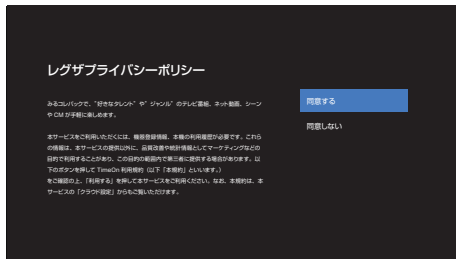 レグザプライバシーポリシー
みるコレパックで、“好きなタレント” や” ジャンル” のテレビ番組、ネット動画、シーン
や CM が手軽に楽しめます。
本サービスをご利用いただくには、機器登録情報、本機の利用履歴が必要です。これら
の情報は、本サービスの提供以外に、品質改善や統計情報としてマーケティングなどの
目的で利用することがあり、この目的の範囲内で第三者に提供する場合があります。以
下のボタンを押して TimeOn 利用規約（以下「本規約」といいます。）
をご確認の上、「利用する」を押して本サービスをご利用ください。なお、本規約は、本
サービスの「クラウド設定」からもご覧いただけます。
同意する
同意しない